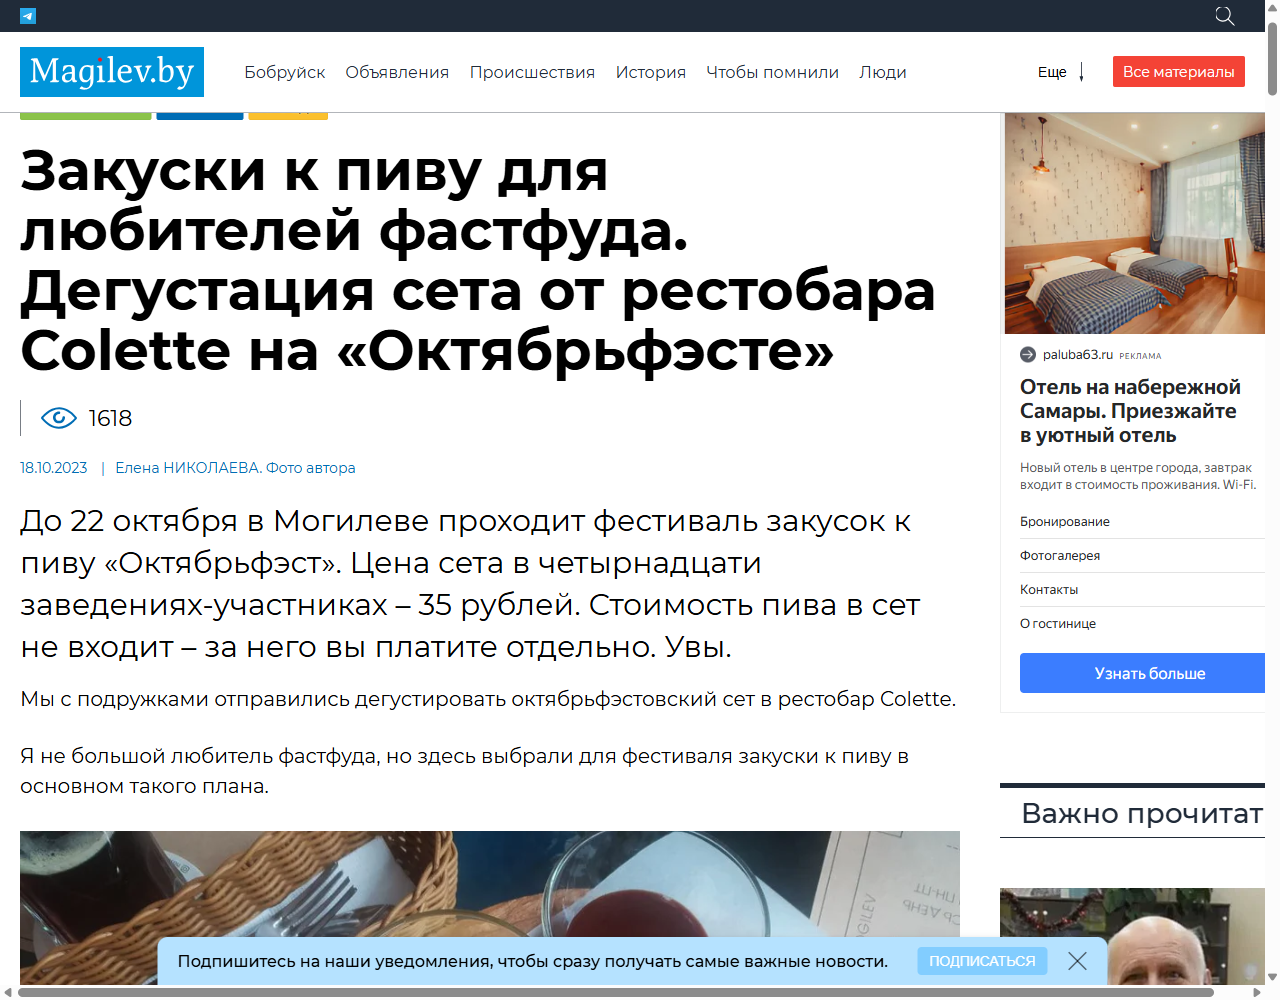 Magilev.by
Бобруйск
Объявления
Происшествия
История
Чтобы помнили
Люди
Еще
Все материалы
Закуски к пиву для
любителей фастфуда.
Дегустация сета от рестобара
Colette на «Октябрьфэсте»
1618
18.10.2023 | Елена НИКОЛАЕВА. Фото автора
До 22 октября в Могилеве проходит фестиваль закусок к
пиву «Октябрьфэст». Цена сета в четырнадцати
заведениях-участниках – 35 рублей. Стоимость пива в сет
не входит – за него вы платите отдельно. Увы.
Мы с подружками отправились дегустировать октябрьфэстовский сет в рестобар Colette.
Я не большой любитель фастфуда, но здесь выбрали для фестиваля закуски к пиву в
основном такого плана.
paluba63.ru РЕКЛАМА
Отель на набережной
Самары. Приезжайте
в уютный отель
Новый отель в центре города, завтрак
входит в стоимость проживания. Wi-Fi.
Бронирование
Фотогалерея
Контакты
О гостинице
Узнать больше
Важно прочитат
Подпишитесь на наши уведомления, чтобы сразу получать самые важные новости.
ПОДПИСАТЬСЯ